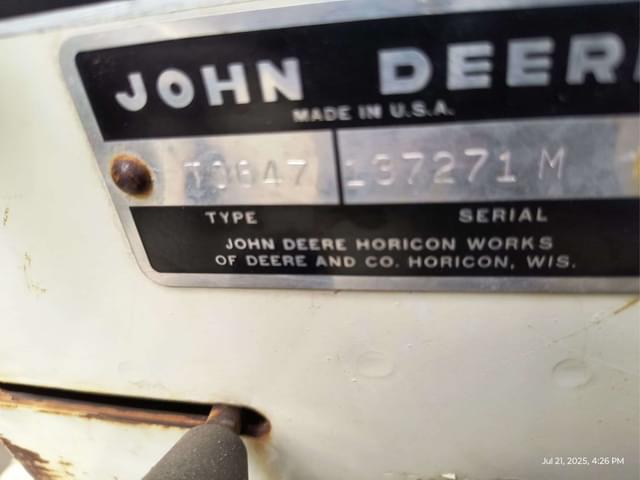 JOHN DEER
MADE IN U.S.A.
T0647 137271 M
TYPE SERIAL
JOHN DEERE HORICON WORKS
OF DEERE AND CO. HORICON, WIS.
Jul 21, 2025, 4:26 PM